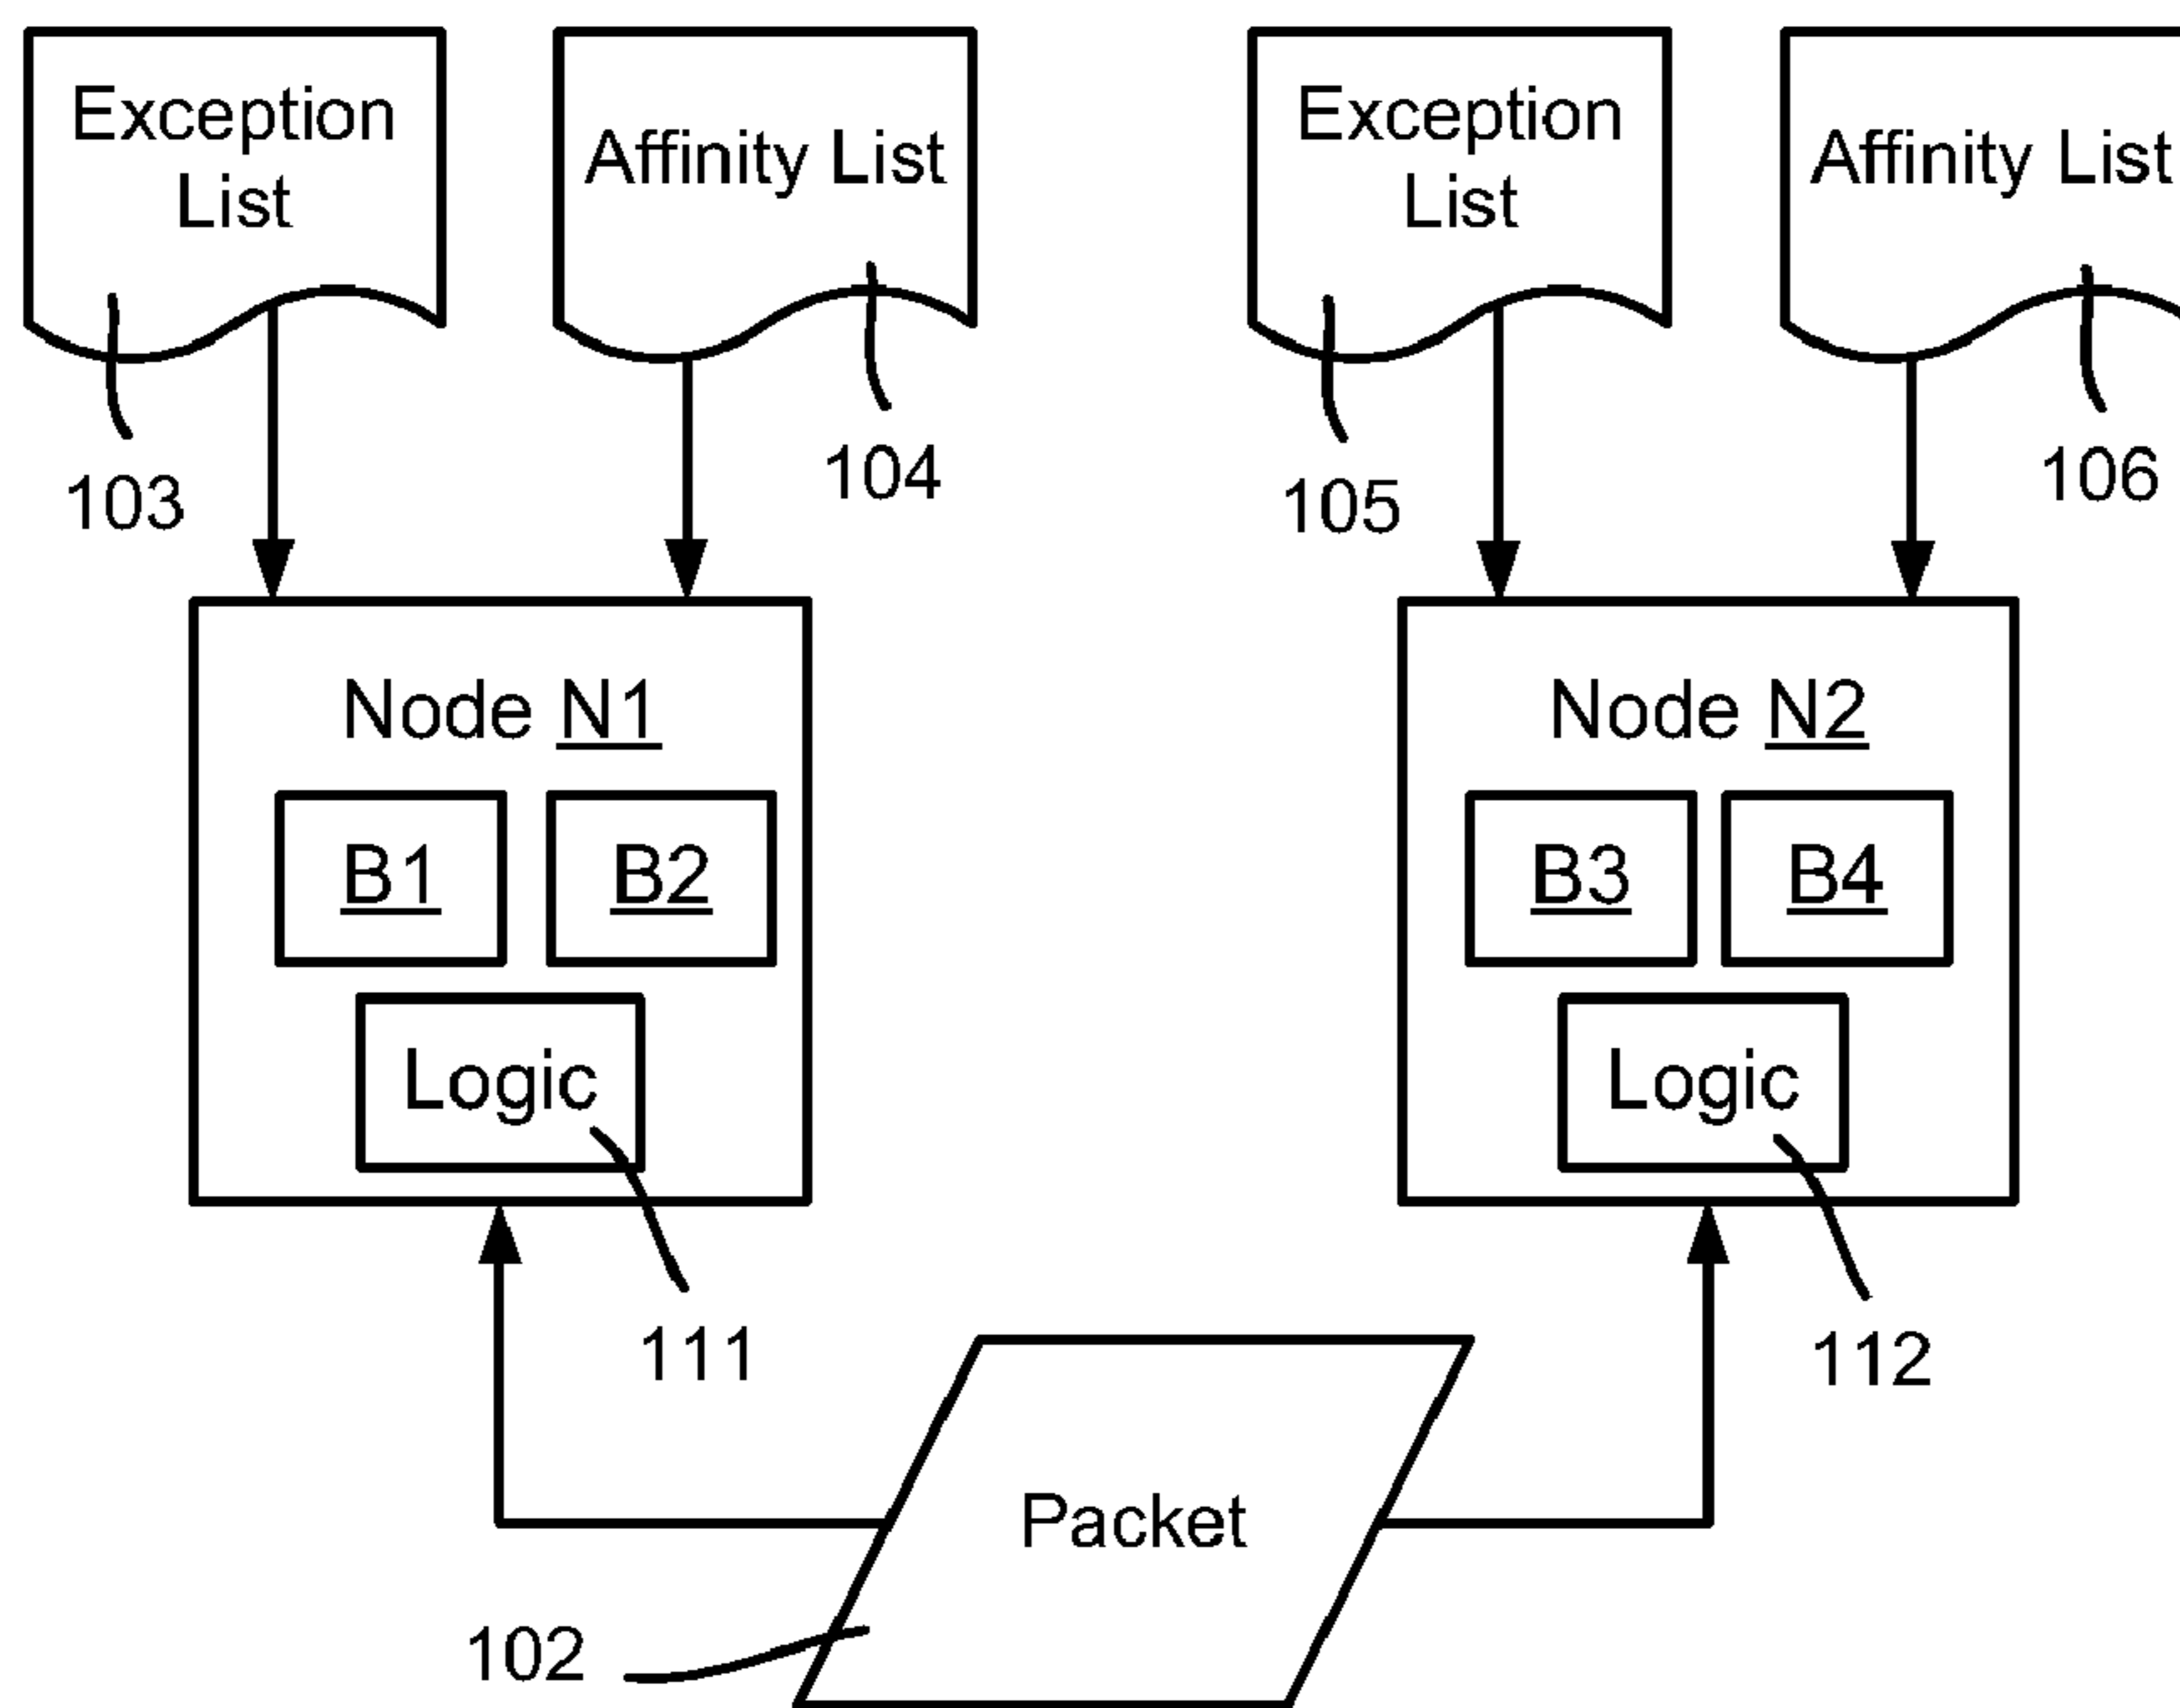 Exception
List
Affinity List
Exception
List
Affinity List
103
104
105
106
Node N1
B1
B2
Logic
111
Node N2
B3
B4
Logic
112
Packet
102